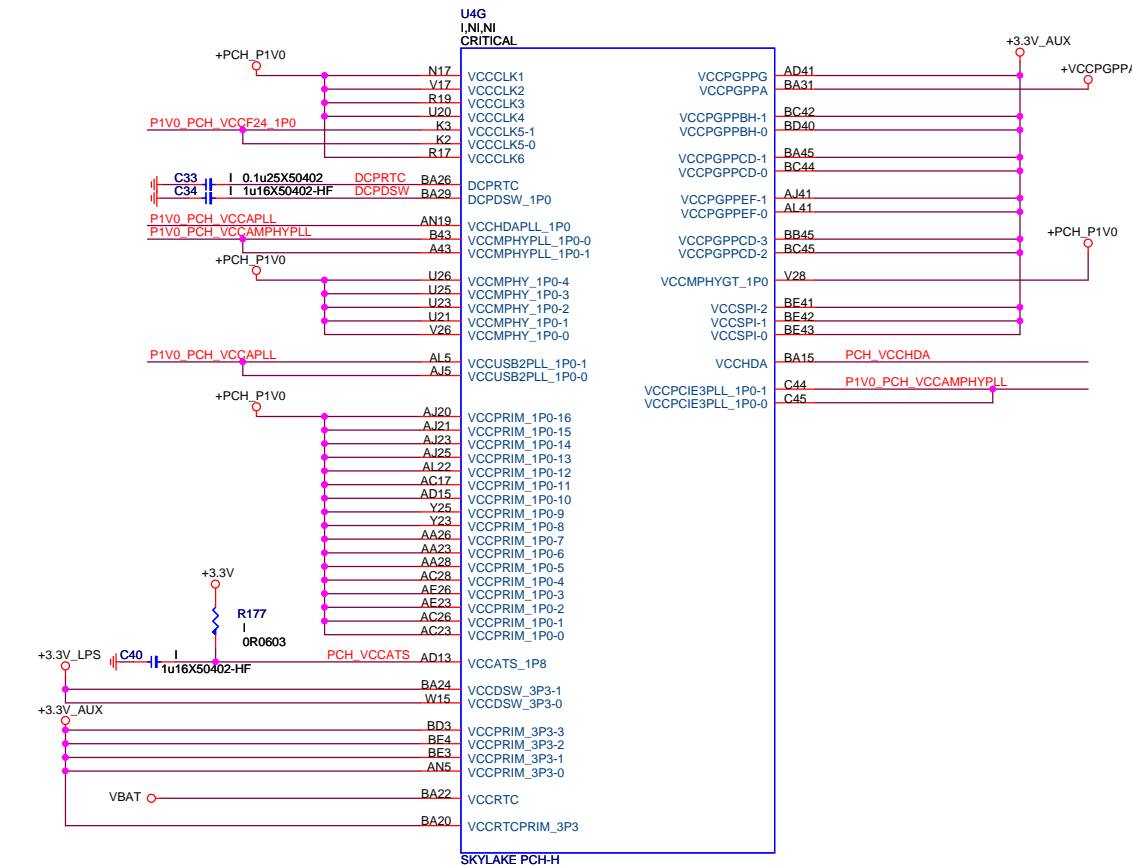 U4G
I,NI,NI
CRITICAL
+PCH_P1V0
N17 VCCCLK1
V17 VCCCLK2
R19 VCCCLK3
U20 VCCCLK4
P1V0_PCH_VCCF24_1P0 K3 VCCCLK5-1
K2 VCCCLK5-0
R17 VCCCLK6
C33 I 0.1u25X50402 DCPRTC BA26 DCPRTC
C34 I 1u16X50402-HF DCPDSW BA29 DCPDSW_1P0
P1V0_PCH_VCCAPLL AN19 VCCHDAPLL_1P0
P1V0_PCH_VCCAMPHYPLL B43 VCCMPHYPLL_1P0-0
A43 VCCMPHYPLL_1P0-1
+PCH_P1V0
U26 VCCMPHY_1P0-4
U25 VCCMPHY_1P0-3
U23 VCCMPHY_1P0-2
U21 VCCMPHY_1P0-1
V26 VCCMPHY_1P0-0
P1V0_PCH_VCCAPLL AL5 VCCUSB2PLL_1P0-1
AJ5 VCCUSB2PLL_1P0-0
+PCH_P1V0
AJ20 VCCPRIM_1P0-16
AJ21 VCCPRIM_1P0-15
AJ23 VCCPRIM_1P0-14
AJ25 VCCPRIM_1P0-13
AL22 VCCPRIM_1P0-12
AC17 VCCPRIM_1P0-11
AD15 VCCPRIM_1P0-10
Y25 VCCPRIM_1P0-9
Y23 VCCPRIM_1P0-8
AA26 VCCPRIM_1P0-7
AA23 VCCPRIM_1P0-6
AA28 VCCPRIM_1P0-5
AC28 VCCPRIM_1P0-4
AE26 VCCPRIM_1P0-3
AE23 VCCPRIM_1P0-2
AC26 VCCPRIM_1P0-1
AC23 VCCPRIM_1P0-0
+3.3V
R177
I
0R0603
C40 I
1u16X50402-HF
PCH_VCCATS AD13 VCCATS_1P8
+3.3V_LPS
BA24 VCCDSW_3P3-1
W15 VCCDSW_3P3-0
+3.3V_AUX
BD3 VCCPRIM_3P3-3
BE4 VCCPRIM_3P3-2
BE3 VCCPRIM_3P3-1
AN5 VCCPRIM_3P3-0
VBAT BA22 VCCRTC
BA20 VCCRTCPRIM_3P3
+3.3V_AUX
+VCCPGPPA
VCCPGPPG AD41
VCCPGPPA BA31
VCCPGPPBH-1 BC42
VCCPGPPBH-0 BD40
VCCPGPPCD-1 BA45
VCCPGPPCD-0 BC44
VCCPGPPEF-1 AJ41
VCCPGPPEF-0 AL41
VCCPGPPCD-3 BB45
VCCPGPPCD-2 BC45
+PCH_P1V0
VCCMPHYGT_1P0 V28
VCCSPI-2 BE41
VCCSPI-1 BE42
VCCSPI-0 BE43
VCCHDA BA15 PCH_VCCHDA
VCCPCIE3PLL_1P0-1 C44 P1V0_PCH_VCCAMPHYPLL
VCCPCIE3PLL_1P0-0 C45
SKYLAKE PCH-H